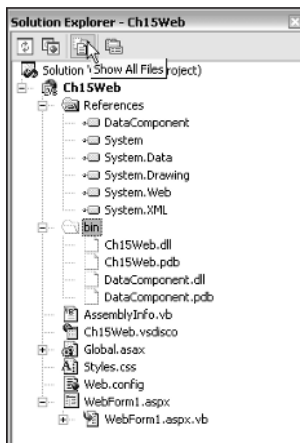 Solution Explorer - Ch15Web
Show All Files
Solution roject)
Ch15Web
References
DataComponent
System
System.Data
System.Drawing
System.Web
System.XML
bin
Ch15Web.dll
Ch15Web.pdb
DataComponent.dll
DataComponent.pdb
AssemblyInfo.vb
Ch15Web.vsdisco
Global.asax
Styles.css
Web.config
WebForm1.aspx
WebForm1.aspx.vb